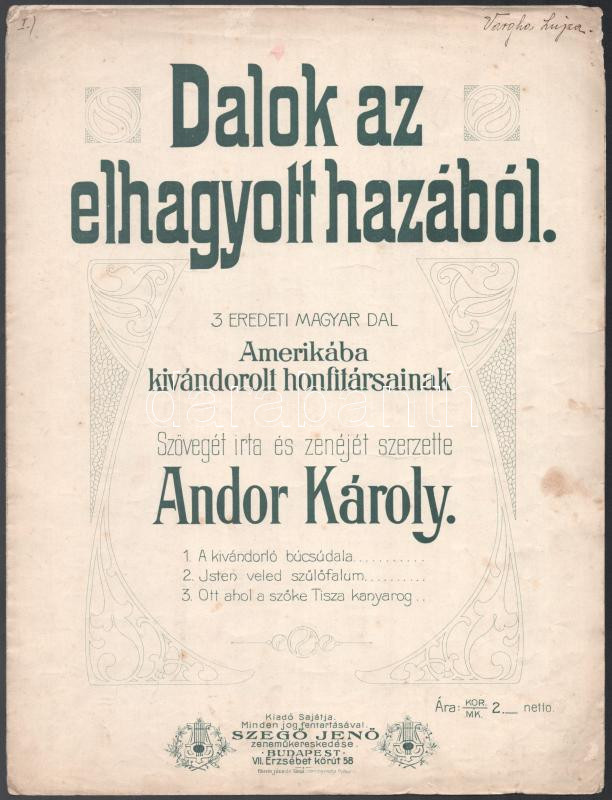 I.)
Vargha Lujza.
Dalok az
elhagyott hazából.
3 EREDETI MAGYAR DAL
Amerikába
kivándorolt honfitársainak
darabanth
Szövegét irta és zenéjét szerzette
Andor Károly.
1. A kivándorló búcsúdala...........
2. Jsten veled szülőfalum..........
3. Ott ahol a szőke Tisza kanyarog..
Ára: KOR. MK. 2.— netto.
Kiadó Sajátja.
Minden jog fentartásával.
SZEGŐ JENŐ
zeneműkereskedése
· BUDAPEST ·
VII. Erzsébet körút 58